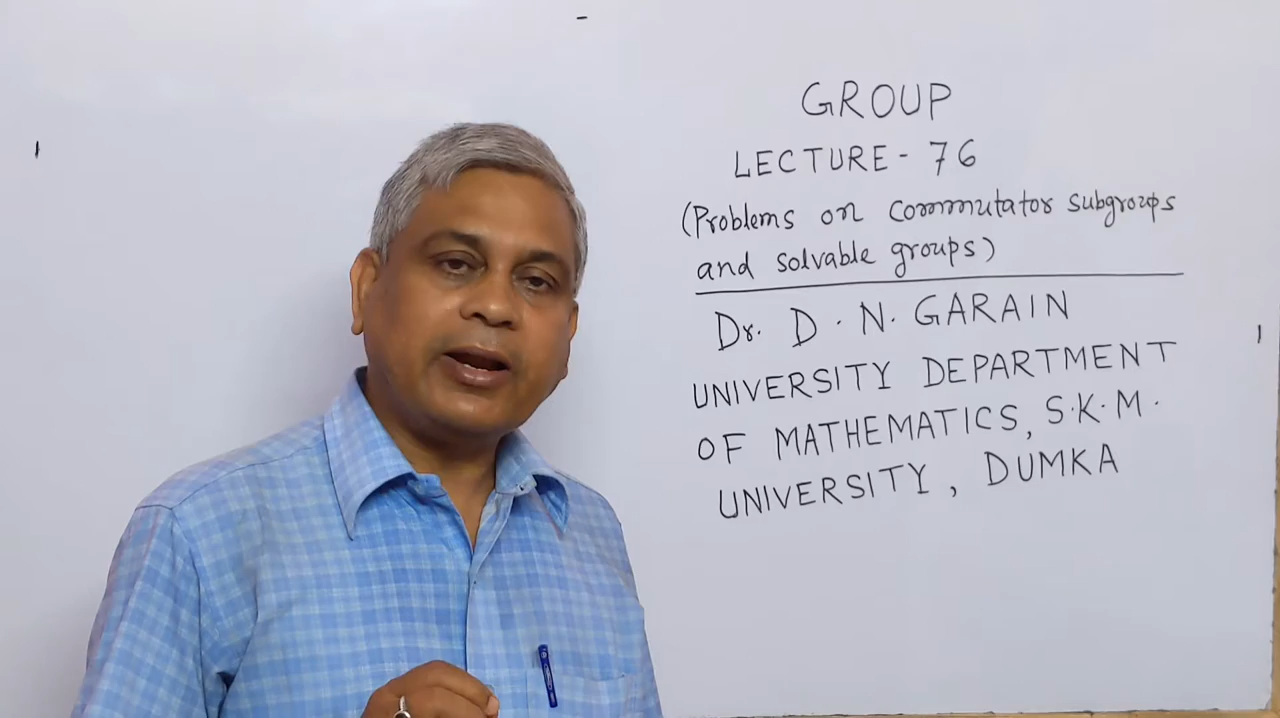 GROUP
LECTURE - 76
(Problems on commutator subgroups
and solvable groups)
Dr. D. N. GARAIN
UNIVERSITY DEPARTMENT
OF MATHEMATICS, S.K.M.
UNIVERSITY, DUMKA